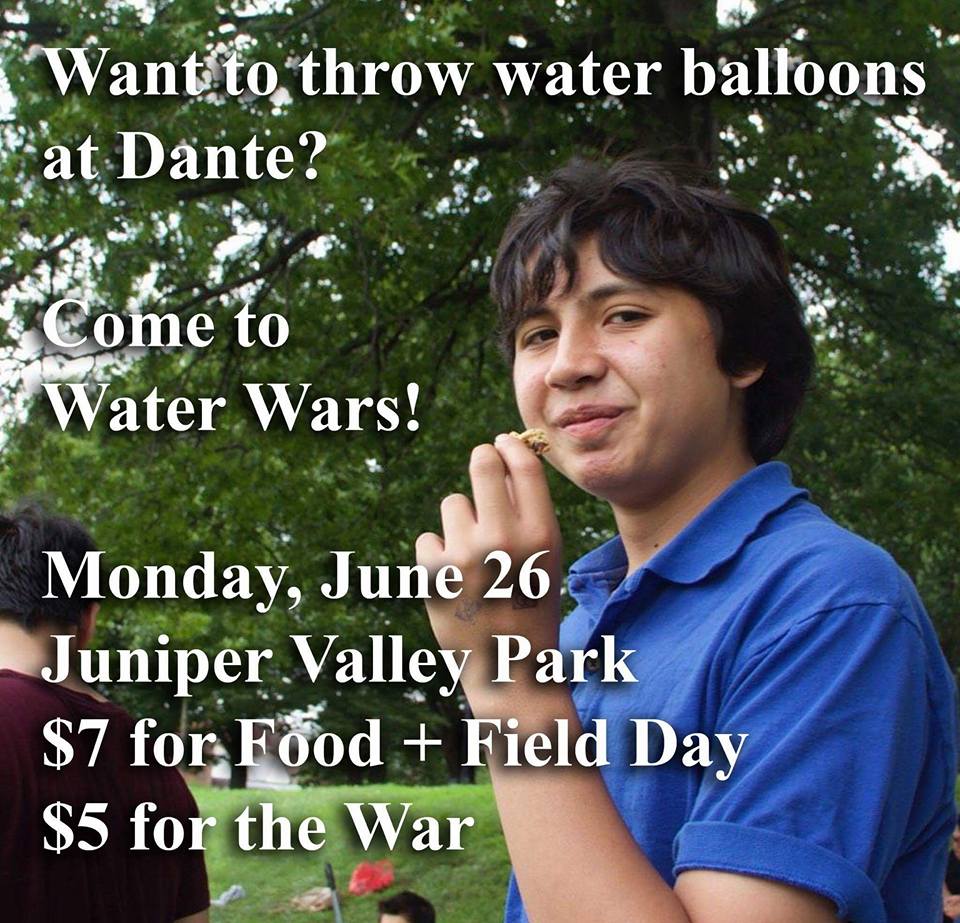 Want to throw water balloons
at Dante?
Come to
Water Wars!
Monday, June 26
Juniper Valley Park
$7 for Food + Field Day
$5 for the War